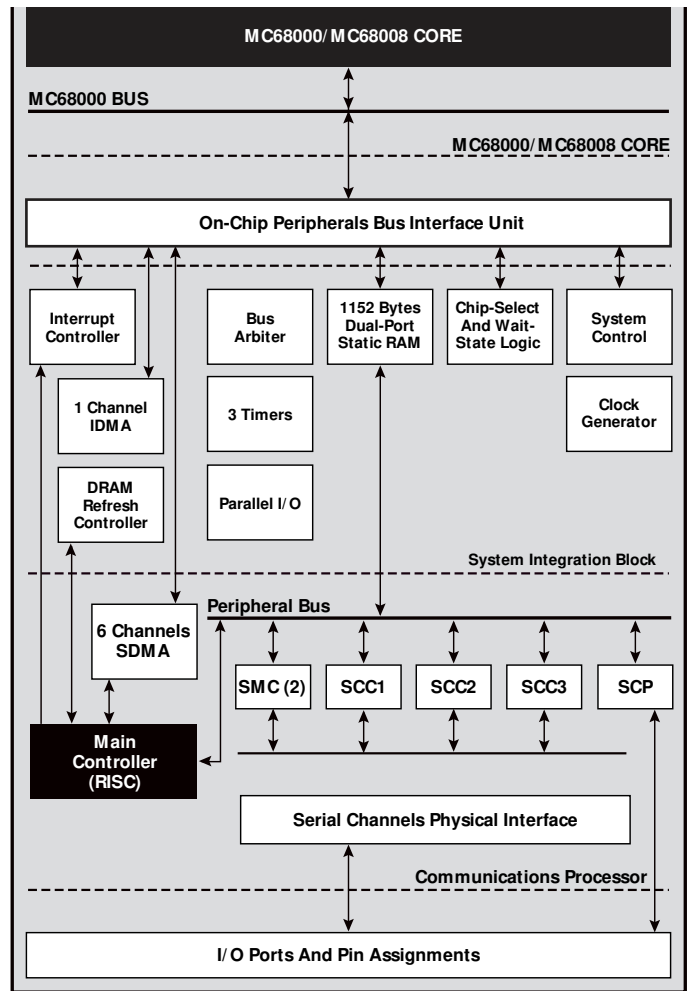 MC68000/MC68008 CORE
MC68000 BUS
MC68000/MC68008 CORE
On-Chip Peripherals Bus Interface Unit
Interrupt
Controller
Bus
Arbiter
1152 Bytes
Dual-Port
Static RAM
Chip-Select
And Wait-
State Logic
System
Control
1 Channel
IDMA
3 Timers
Clock
Generator
DRAM
Refresh
Controller
Parallel I/O
System Integration Block
6 Channels
SDMA
Peripheral Bus
SMC (2)
SCC1
SCC2
SCC3
SCP
Main
Controller
(RISC)
Serial Channels Physical Interface
Communications Processor
I/O Ports And Pin Assignments